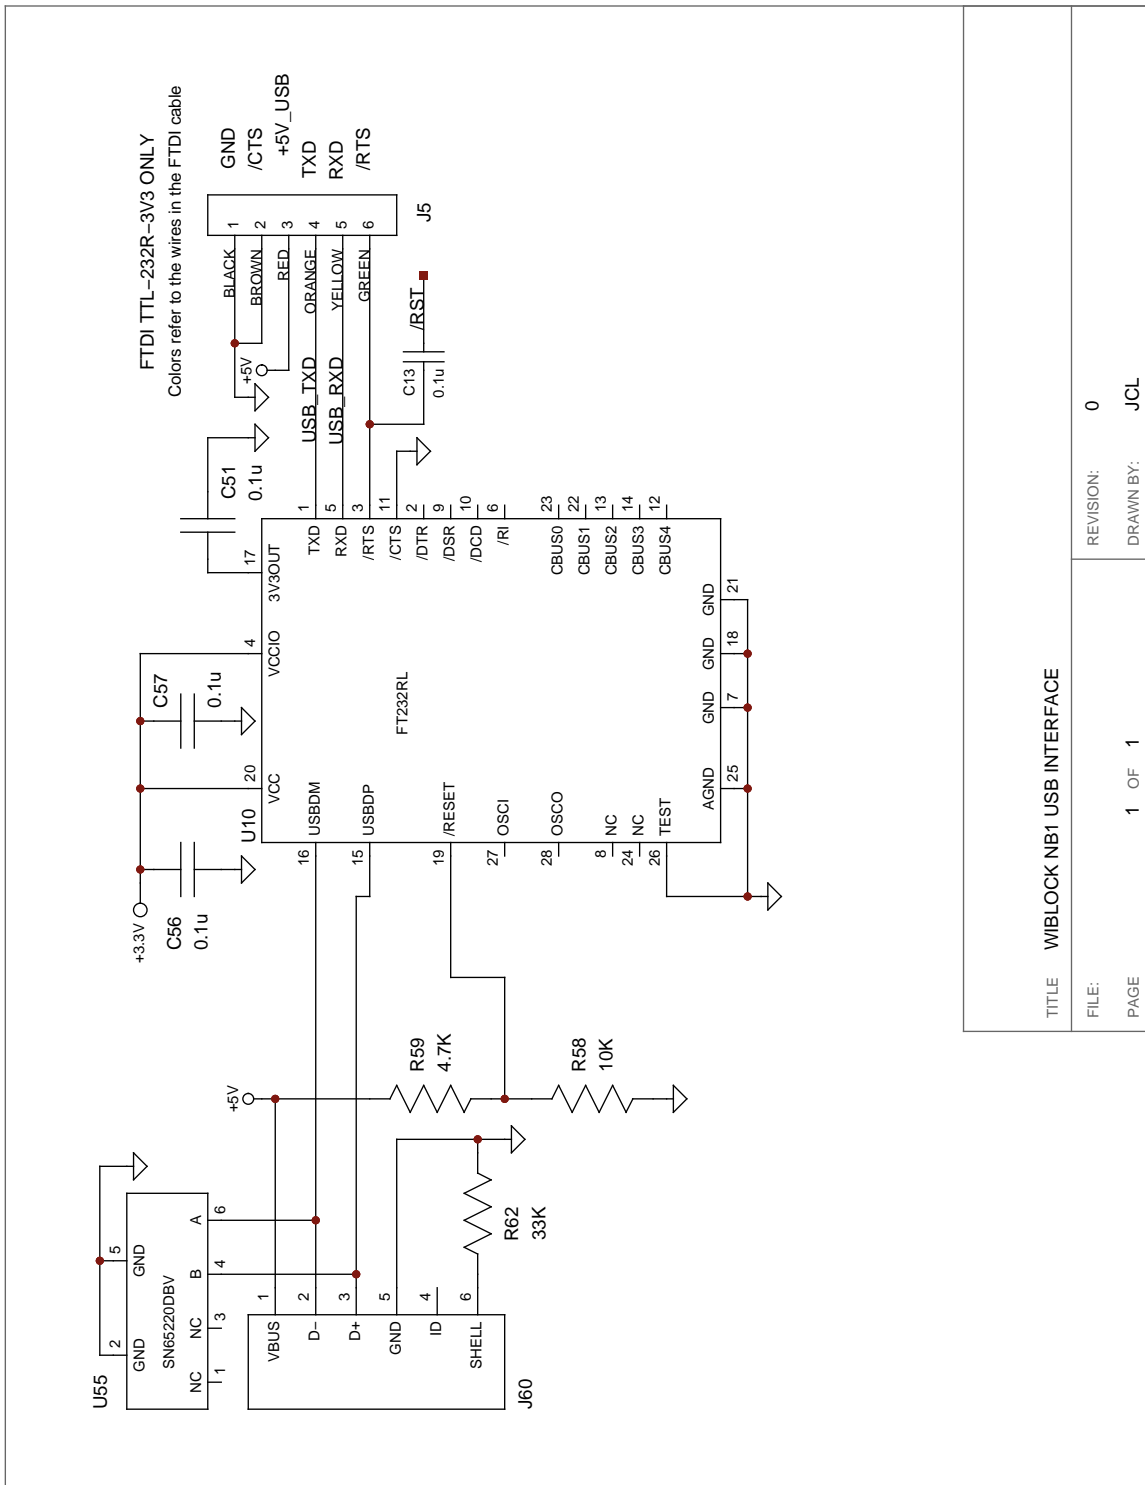 FTDI TTL-232R-3V3 ONLY
Colors refer to the wires in the FTDI cable
GND
/CTS
+5V_USB
TXD
RXD
/RTS
1
2
3
4
5
6
J5
BLACK
BROWN
RED
ORANGE
YELLOW
GREEN
+5V
USB_TXD
USB_RXD
/RST
C13
0.1u
C51
0.1u
+3.3V
C56
0.1u
C57
0.1u
U10
FT232RL
20 VCC
4 VCCIO
17 3V3OUT
16 USBDM
15 USBDP
19 /RESET
27 OSCI
28 OSCO
8 NC
24 NC
26 TEST
1 TXD
5 RXD
3 /RTS
11 /CTS
2 /DTR
9 /DSR
10 /DCD
6 /RI
23 CBUS0
22 CBUS1
13 CBUS2
14 CBUS3
12 CBUS4
AGND 25
GND 7
GND 18
GND 21
+5V
R59
4.7K
R58
10K
R62
33K
U55
SN65220DBV
2 GND
5 GND
NC 1
NC 3
B 4
A 6
J60
VBUS 1
D- 2
D+ 3
GND 5
ID 4
SHELL 6
TITLE WIBLOCK NB1 USB INTERFACE
FILE:
REVISION: 0
PAGE 1 OF 1
DRAWN BY: JCL